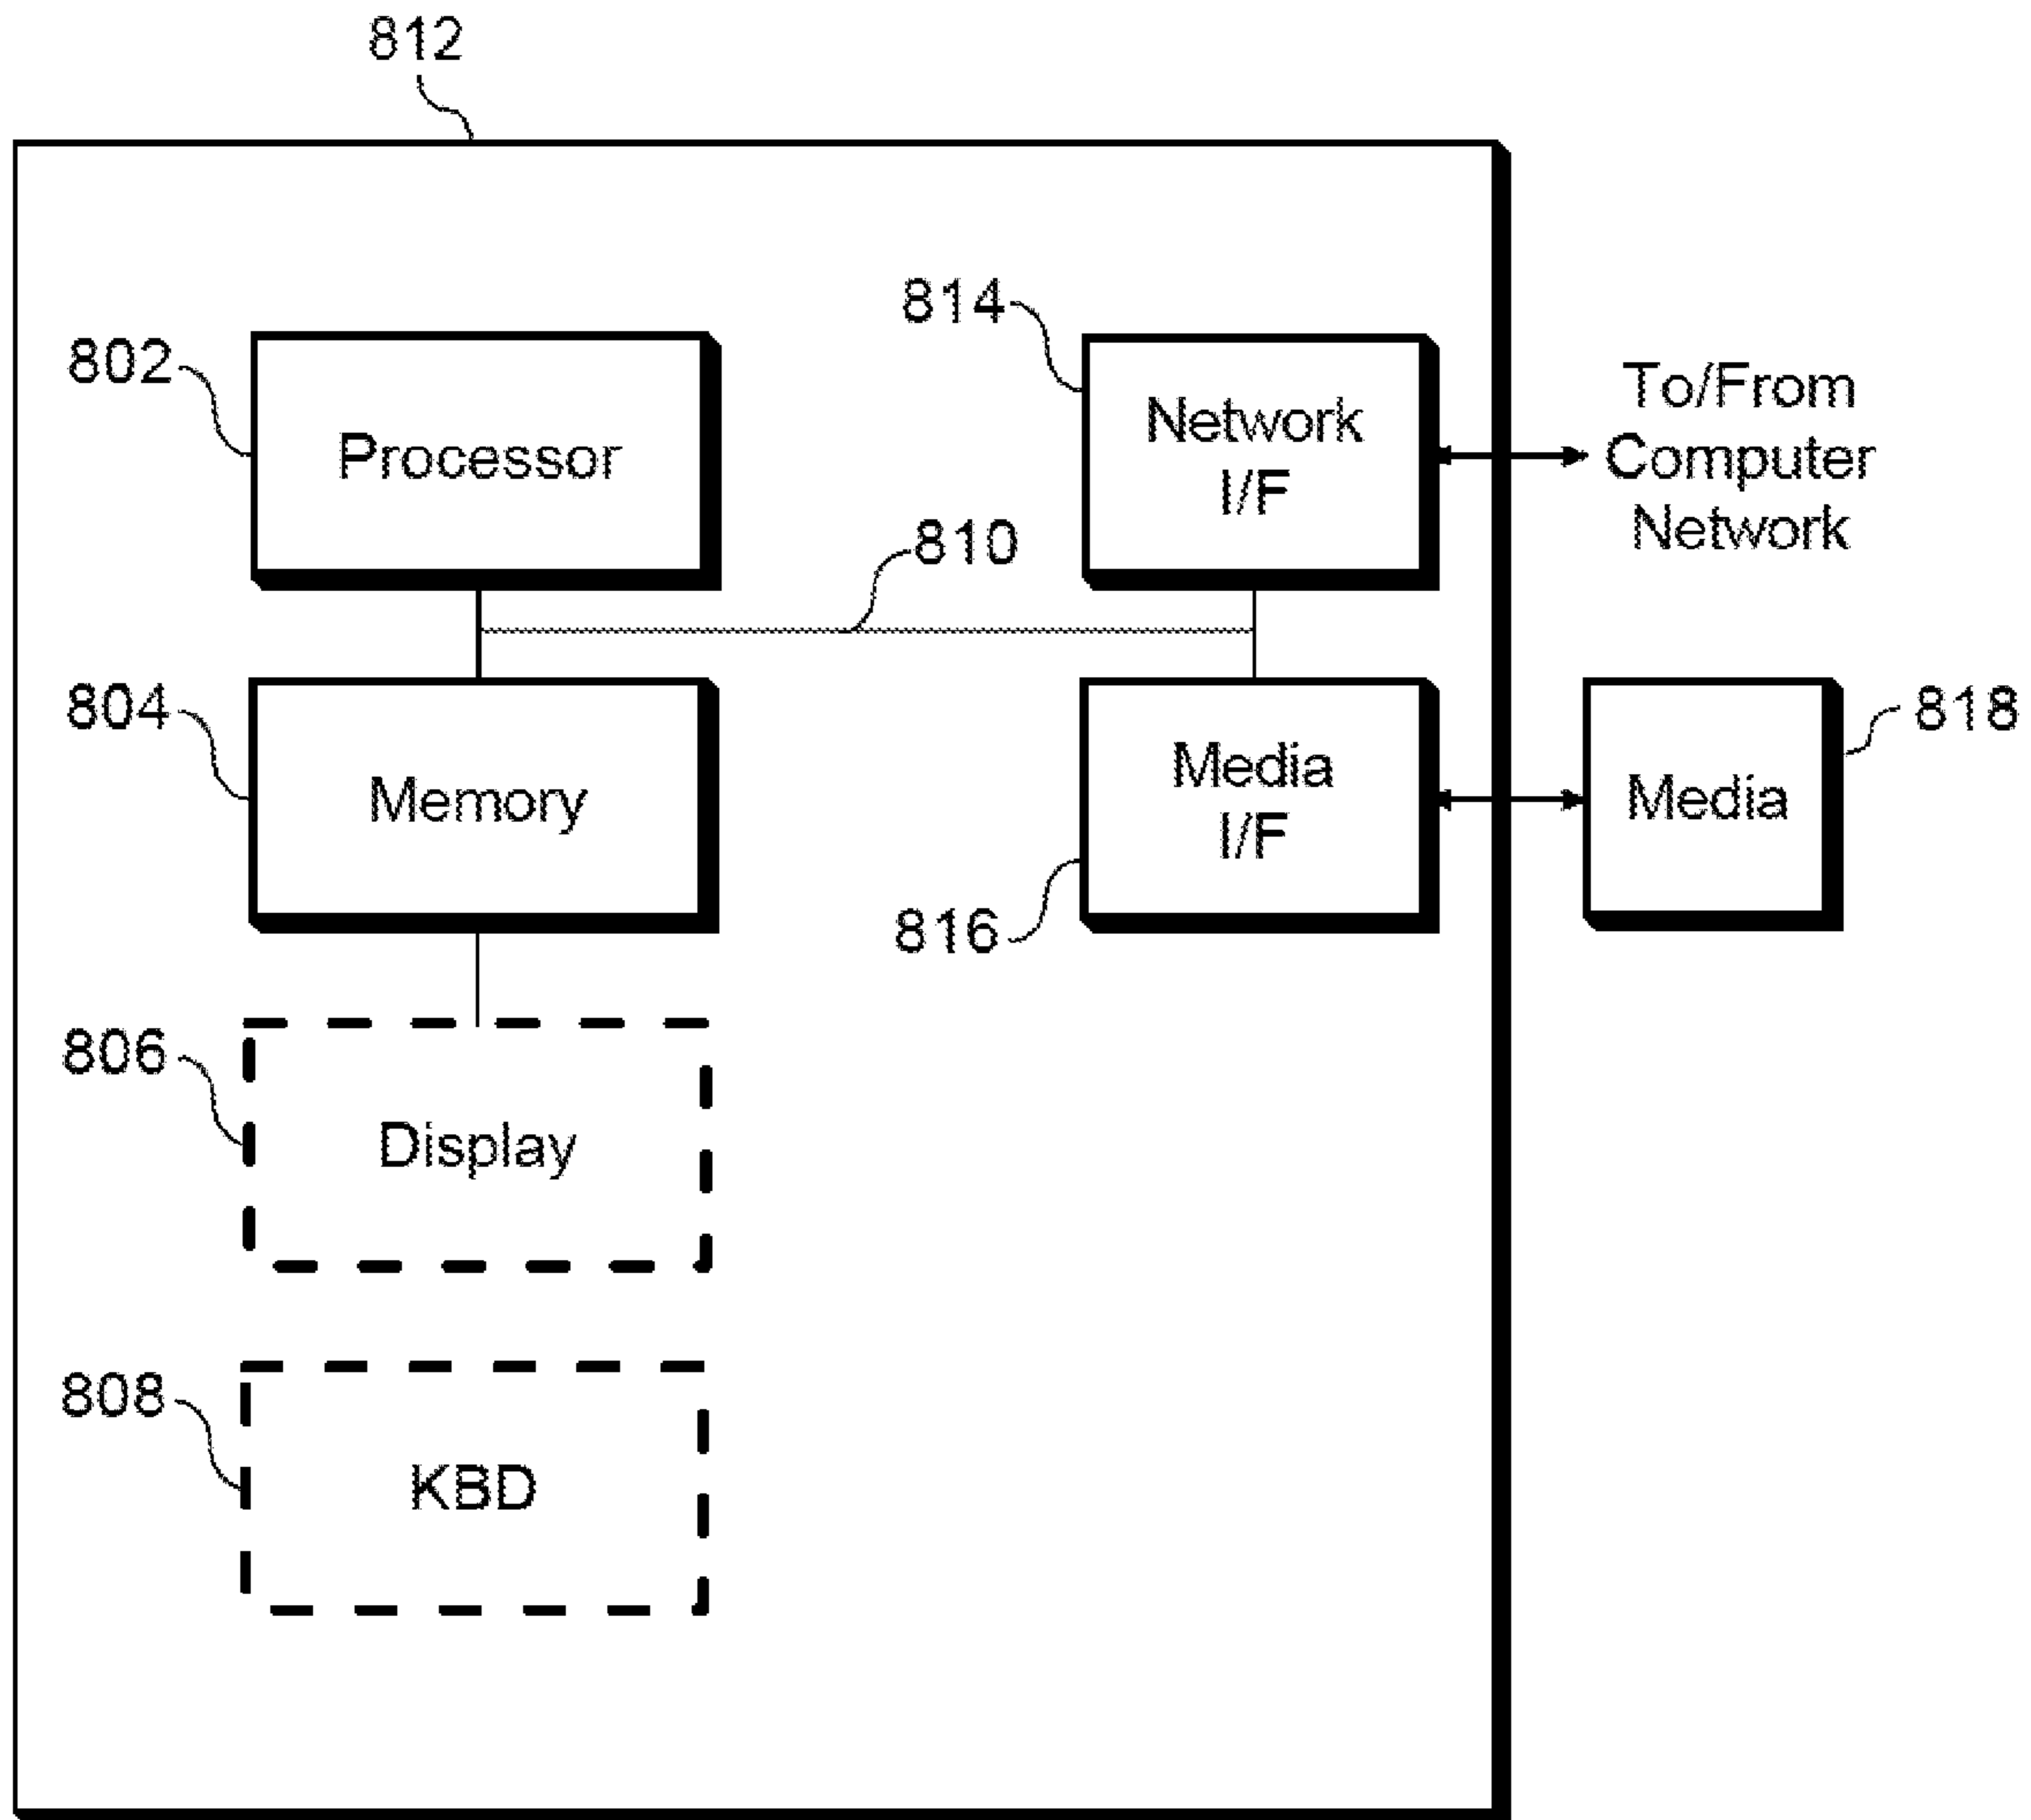 812
814
802
Processor
Network
I/F
To/From
Computer
Network
810
804
Memory
Media
I/F
Media
818
816
806
Display
808
KBD